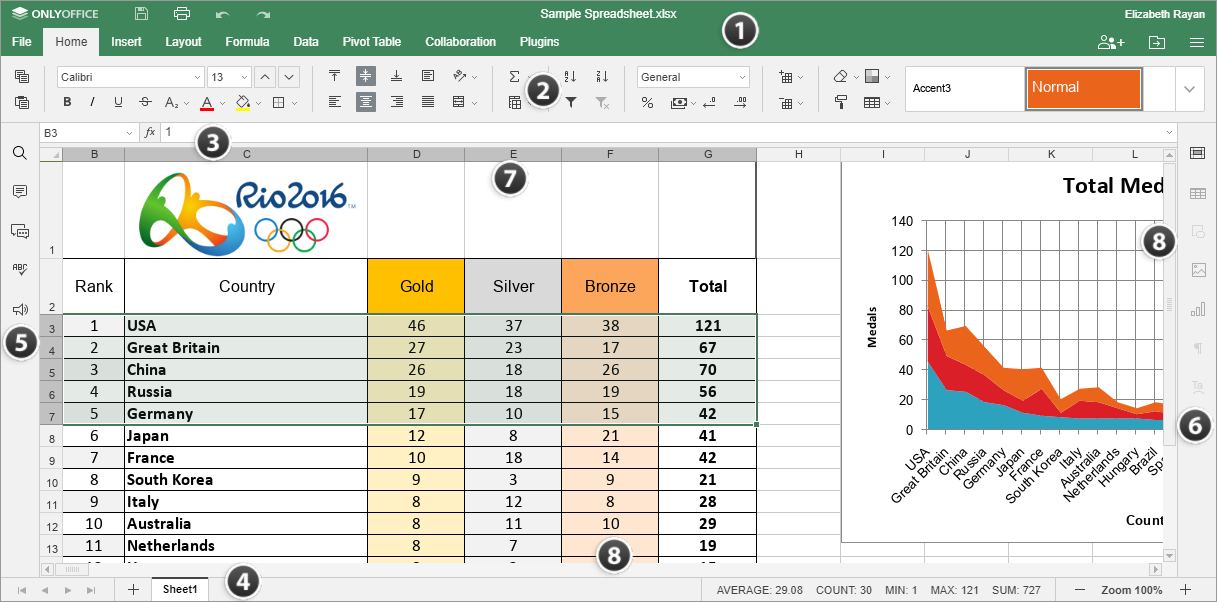 ONLYOFFICE Sample Spreadsheet.xlsx Elizabeth Rayan
File Home Insert Layout Formula Data Pivot Table Collaboration Plugins
1
Calibri 13 General
B I U S A₂ A % Accent3 Normal
2
B3 fx 1
3
B C D E F G H I J K L
7
Rio2016™
Total Med
1
2 Rank Country Gold Silver Bronze Total
3 1 USA 46 37 38 121
4 2 Great Britain 27 23 17 67
5 3 China 26 18 26 70
6 4 Russia 19 18 19 56
7 5 Germany 17 10 15 42
8 6 Japan 12 8 21 41
9 7 France 10 18 14 42
10 8 South Korea 9 3 9 21
11 9 Italy 8 12 8 28
12 10 Australia 8 11 10 29
13 11 Netherlands 8 7 19
140
120
100
80
60
40
20
0
Medals
USA
Great Britain
China
Russia
Germany
Japan
France
South Korea
Italy
Australia
Netherlands
Hungary
Brazil
Spa
Count
ABC
Ta
5
8
6
8
4
Sheet1 AVERAGE: 29.08 COUNT: 30 MIN: 1 MAX: 121 SUM: 727 Zoom 100%